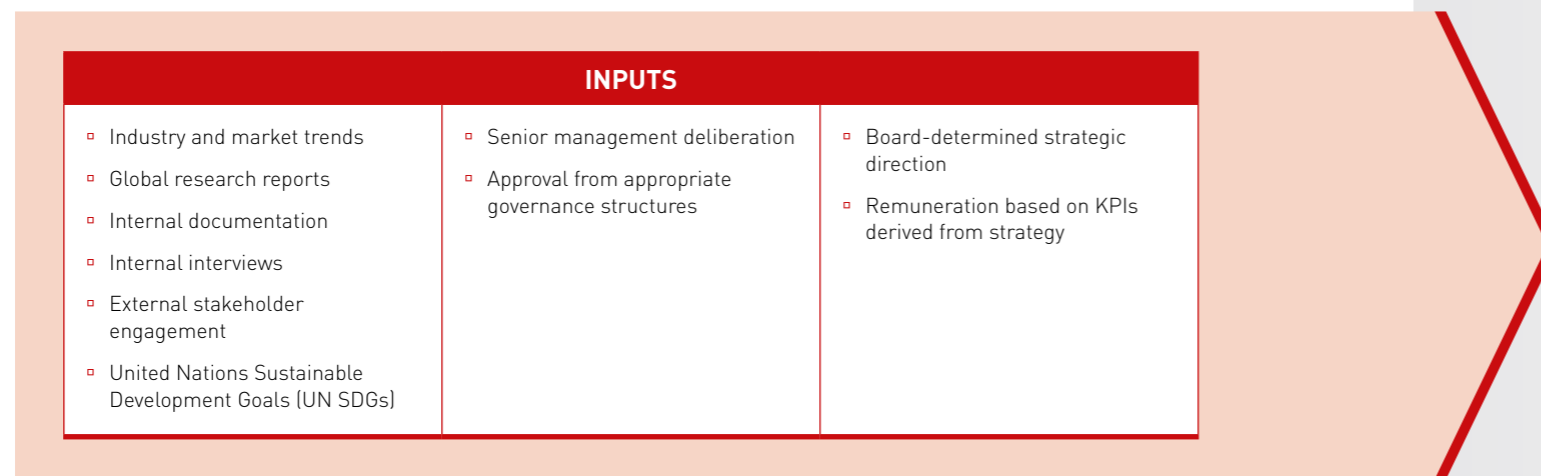 INPUTS
▫ Industry and market trends
▫ Global research reports
▫ Internal documentation
▫ Internal interviews
▫ External stakeholder
engagement
▫ United Nations Sustainable
Development Goals (UN SDGs)
▫ Senior management deliberation
▫ Approval from appropriate
governance structures
▫ Board-determined strategic
direction
▫ Remuneration based on KPIs
derived from strategy